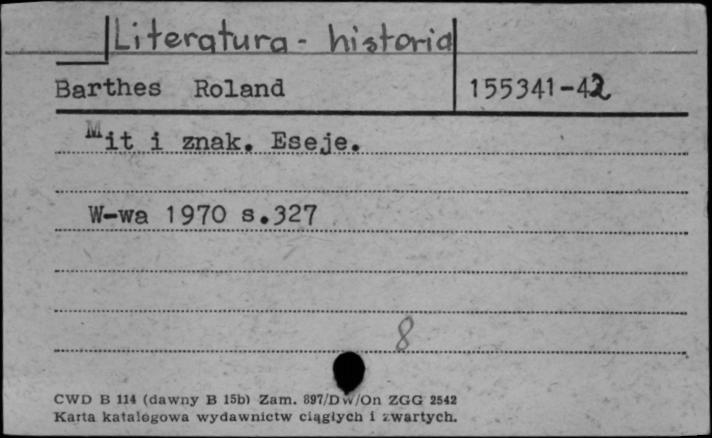 Literatura - historia
Barthes Roland 155341-42
Mit i znak. Eseje.
W-wa 1970 s.327
8
CWD B 114 (dawny B 15b) Zam. 897/DW/On ZGG 2542
Karta katalogowa wydawnictw ciągłych i zwartych.